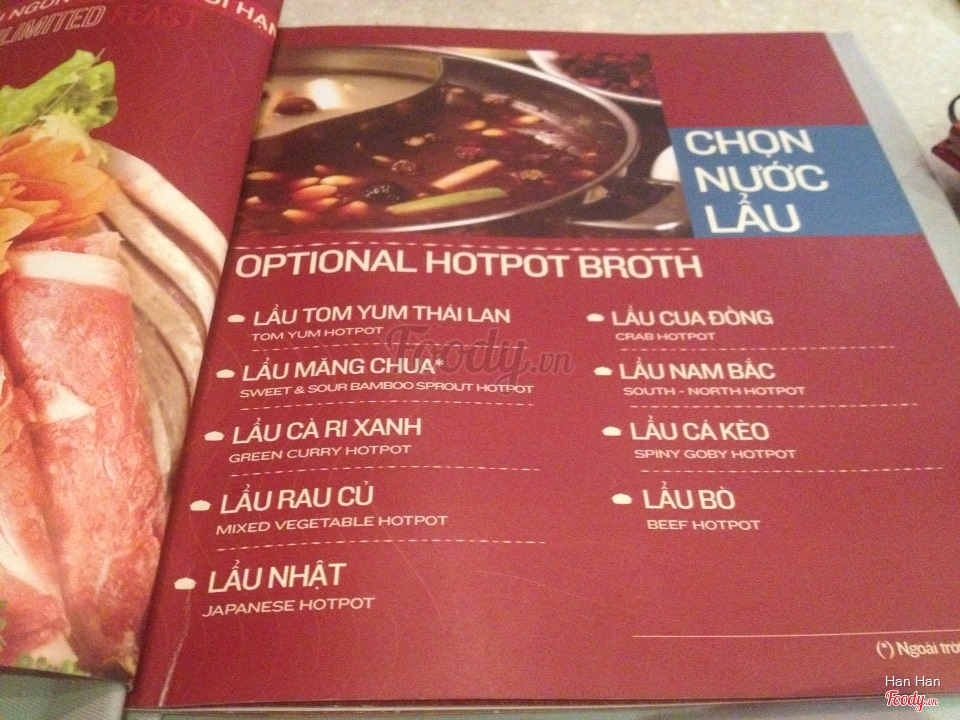 LIMITED FEAST
CHỌN
NƯỚC
LẨU
OPTIONAL HOTPOT BROTH
LẨU TOM YUM THÁI LAN
TOM YUM HOTPOT
LẨU MĂNG CHUA*
SWEET & SOUR BAMBOO SPROUT HOTPOT
LẨU CÀ RI XANH
GREEN CURRY HOTPOT
LẨU RAU CỦ
MIXED VEGETABLE HOTPOT
LẨU NHẬT
JAPANESE HOTPOT
LẨU CUA ĐỒNG
CRAB HOTPOT
LẨU NAM BẮC
SOUTH - NORTH HOTPOT
LẨU CÁ KÈO
SPINY GOBY HOTPOT
LẨU BÒ
BEEF HOTPOT
(*) Ngoài trời
Foody.vn
Han Han
Foody.vn